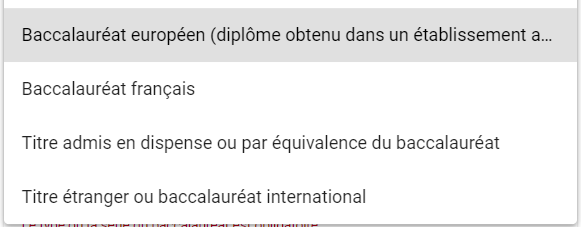 Baccalauréat européen (diplôme obtenu dans un établissement a...
Baccalauréat français
Titre admis en dispense ou par équivalence du baccalauréat
Titre étranger ou baccalauréat international